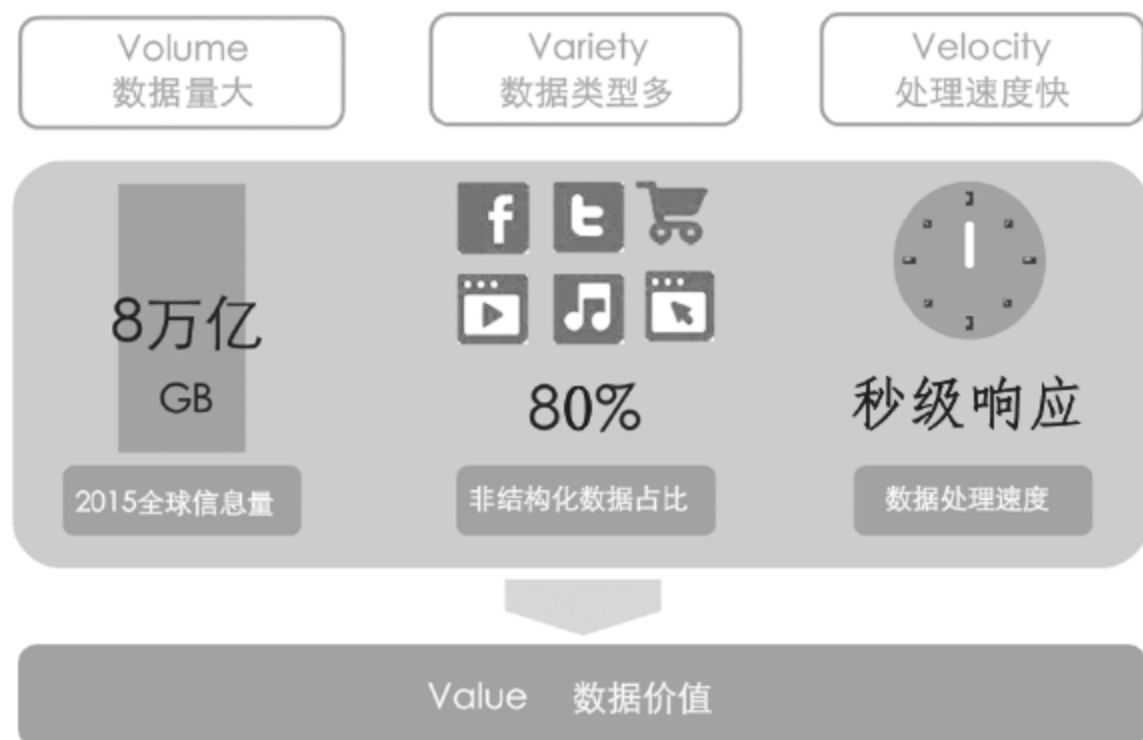 Volume
数据量大
Variety
数据类型多
Velocity
处理速度快
f
t
8万亿
GB
80%
秒级响应
2015全球信息量
非结构化数据占比
数据处理速度
Value 数据价值